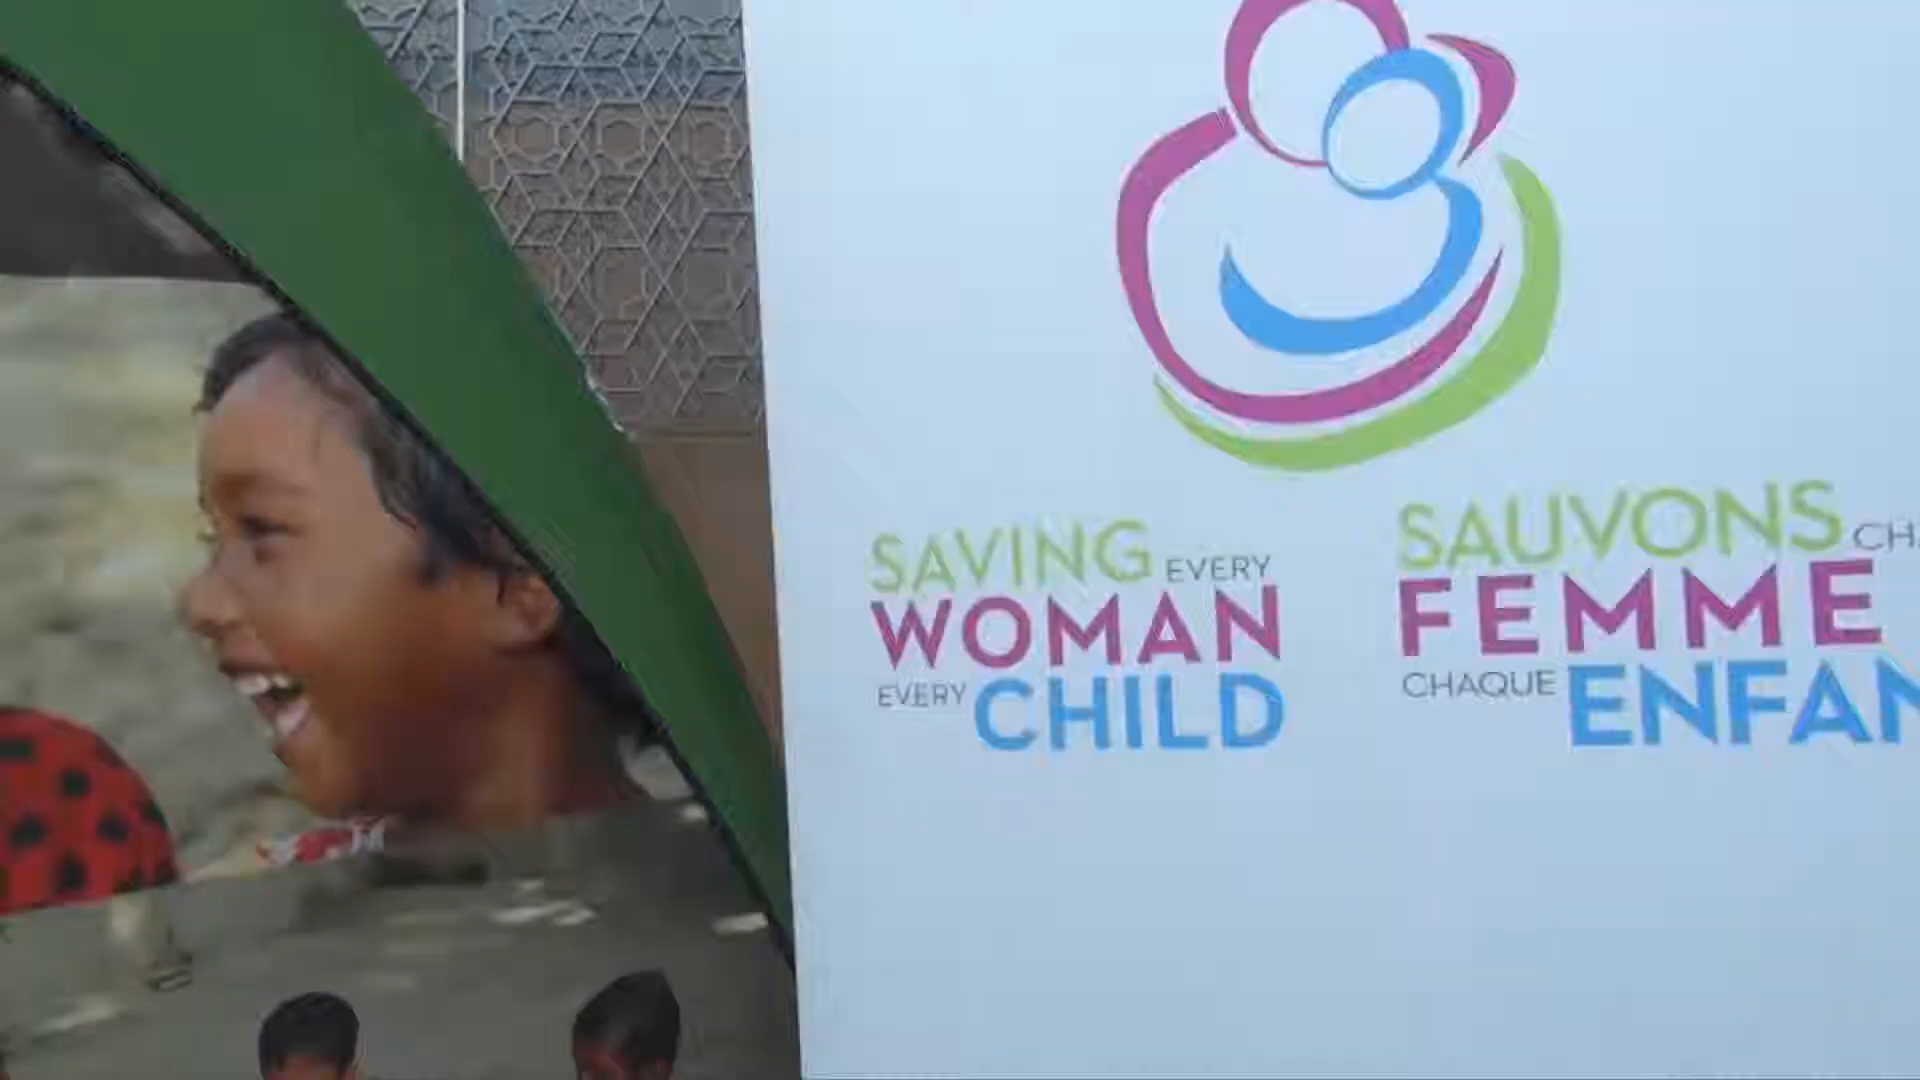 SAVING EVERY
WOMAN
EVERY CHILD
SAUVONS
FEMME
CHAQUE